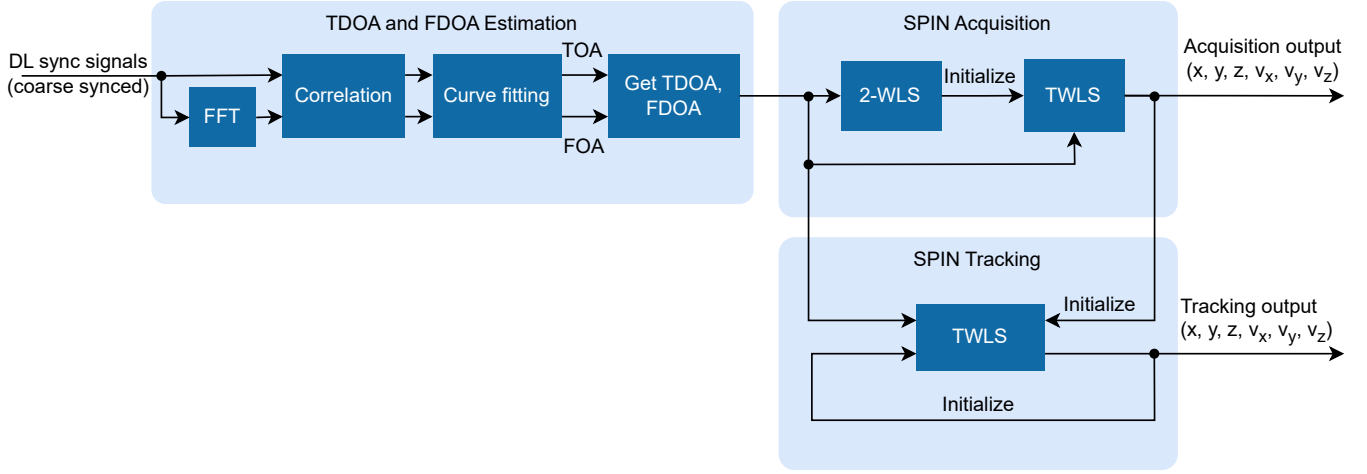 TDOA and FDOA Estimation
SPIN Acquisition
DL sync signals
(coarse synced)
FFT
Correlation
Curve fitting
TOA
FOA
Get TDOA,
FDOA
2-WLS
Initialize
TWLS
Acquisition output
(x, y, z, vx, vy, vz)
SPIN Tracking
TWLS
Initialize
Initialize
Tracking output
(x, y, z, vx, vy, vz)